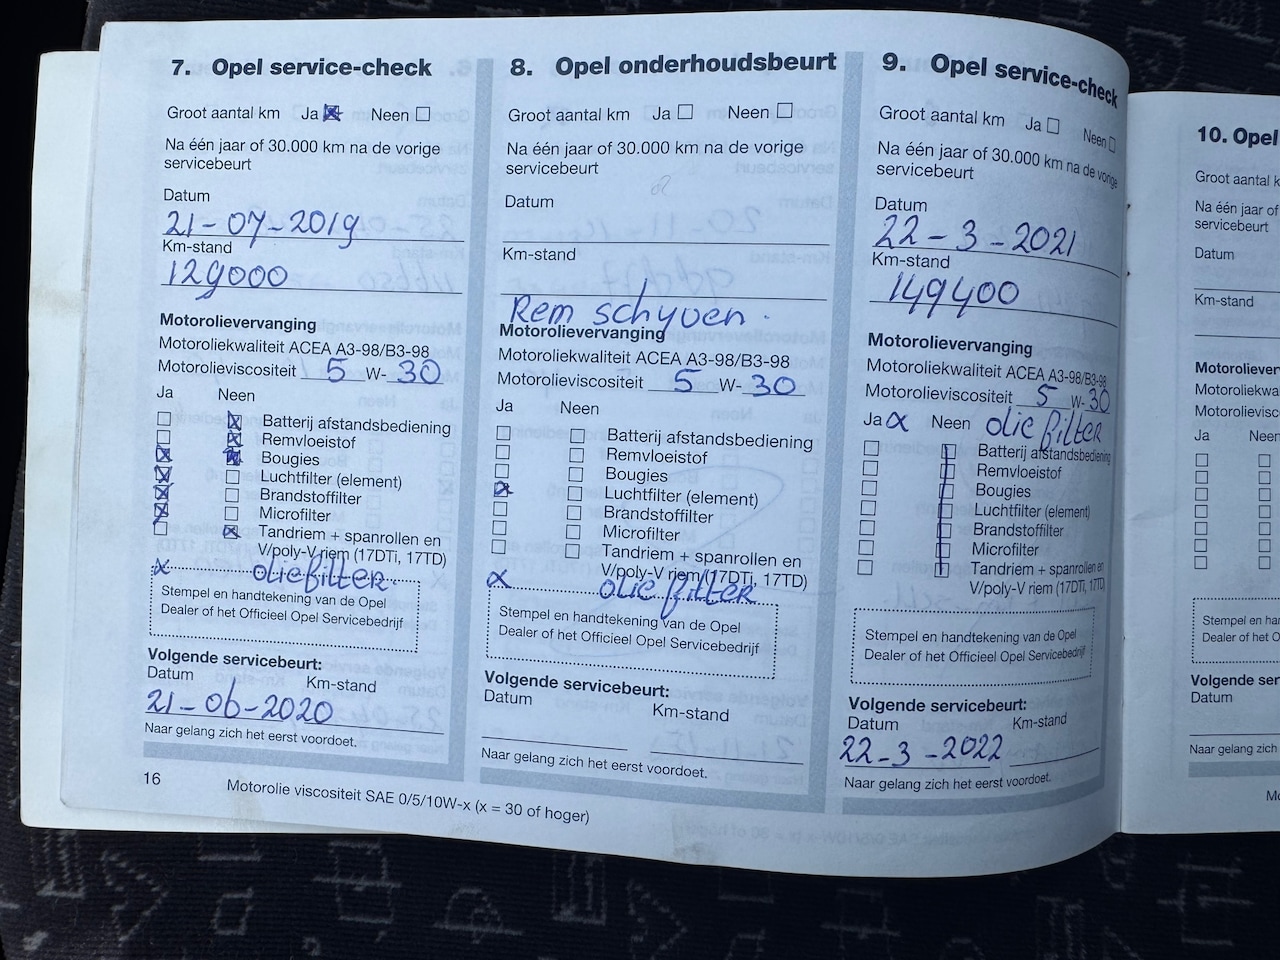 7. Opel service-check
Groot aantal km Ja Neen
Na één jaar of 30.000 km na de vorige
servicebeurt
Datum
21-07-2019
Km-stand
129000
Motorolievervanging
Motoroliekwaliteit ACEA A3-98/B3-98
Motorolieviscositeit 5 W- 30
Ja Neen
Batterij afstandsbediening
Remvloeistof
Bougies
Luchtfilter (element)
Brandstoffilter
Microfilter
Tandriem + spanrollen en
V/poly-V riem (17DTi, 17TD)
x oliefilter
Stempel en handtekening van de Opel
Dealer of het Officieel Opel Servicebedrijf
Volgende servicebeurt:
Datum Km-stand
21-06-2020
Naar gelang zich het eerst voordoet.
16
Motorolie viscositeit SAE 0/5/10W-x (x = 30 of hoger)
8. Opel onderhoudsbeurt
Groot aantal km Ja Neen
Na één jaar of 30.000 km na de vorige
servicebeurt
Datum
Km-stand
Rem schyven.
Motorolievervanging
Motoroliekwaliteit ACEA A3-98/B3-98
Motorolieviscositeit 5 W- 30
Ja Neen
Batterij afstandsbediening
Remvloeistof
Bougies
Luchtfilter (element)
Brandstoffilter
Microfilter
Tandriem + spanrollen en
V/poly-V riem (17DTi, 17TD)
x olie filter
Stempel en handtekening van de Opel
Dealer of het Officieel Opel Servicebedrijf
Volgende servicebeurt:
Datum Km-stand
Naar gelang zich het eerst voordoet.
9. Opel service-check
Groot aantal km Ja Neen
Na één jaar of 30.000 km na de vorige
servicebeurt
Datum
22-3-2021
Km-stand
149400
Motorolievervanging
Motoroliekwaliteit ACEA A3-98/B3-98
Motorolieviscositeit 5 W- 30
Ja x Neen olie filter
Batterij afstandsbediening
Remvloeistof
Bougies
Luchtfilter (element)
Brandstoffilter
Microfilter
Tandriem + spanrollen en
V/poly-V riem (17DTi, 17TD)
Stempel en handtekening van de Opel
Dealer of het Officieel Opel Servicebedrijf
Volgende servicebeurt:
Datum Km-stand
22-3-2022
Naar gelang zich het eerst voordoet.
10. Opel
Groot aantal k
Na één jaar of
servicebeurt
Datum
Km-stand
Motorolierver
Motoroliekwa
Motorolievisc
Ja Neen
Stempel en ha
Dealer of het O
Volgende ser
Datum
Naar gelang zic
Mo